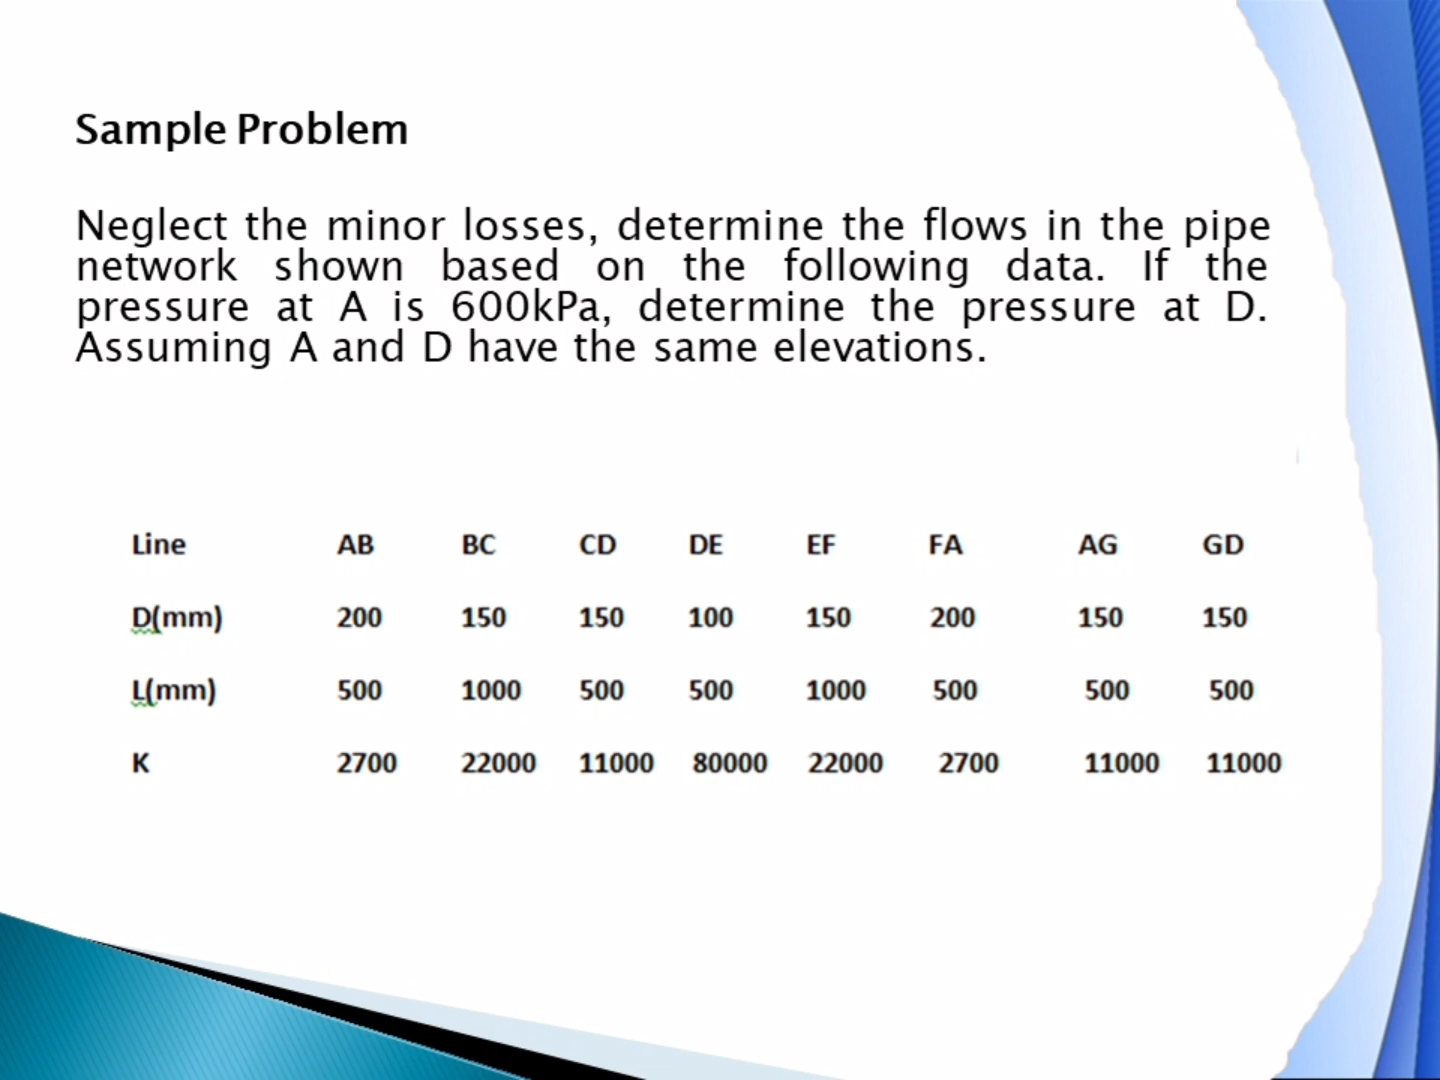 Sample Problem
Neglect the minor losses, determine the flows in the pipe
network shown based on the following data. If the
pressure at A is 600kPa, determine the pressure at D.
Assuming A and D have the same elevations.
Line AB BC CD DE EF FA AG GD
D(mm) 200 150 150 100 150 200 150 150
L(mm) 500 1000 500 500 1000 500 500 500
K 2700 22000 11000 80000 22000 2700 11000 11000